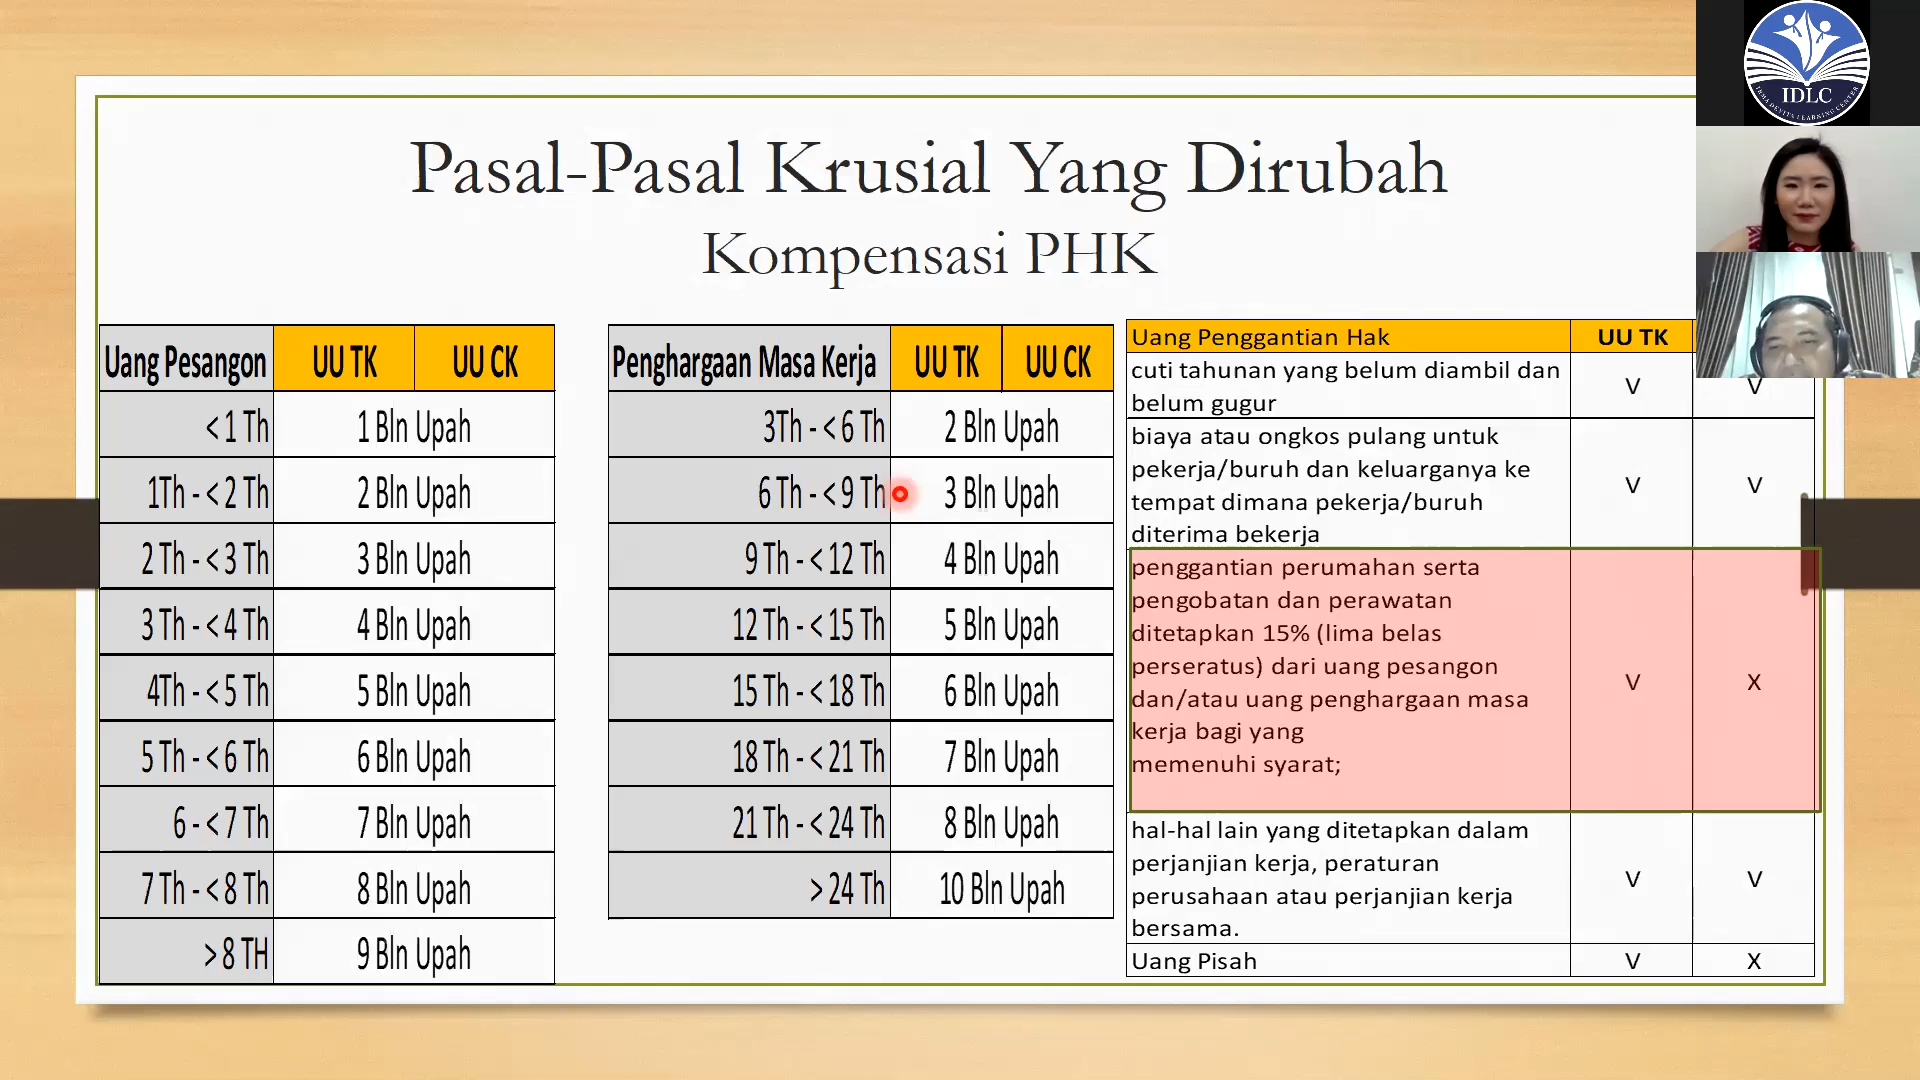 IDLC
IRMA DEVITA LEARNING CENTER
Pasal-Pasal Krusial Yang Dirubah
Kompensasi PHK
Uang Pesangon UU TK UU CK
< 1 Th 1 Bln Upah
1Th - < 2 Th 2 Bln Upah
2 Th - < 3 Th 3 Bln Upah
3 Th - < 4 Th 4 Bln Upah
4Th - < 5 Th 5 Bln Upah
5 Th - < 6 Th 6 Bln Upah
6 - < 7 Th 7 Bln Upah
7 Th - < 8 Th 8 Bln Upah
> 8 TH 9 Bln Upah
Penghargaan Masa Kerja UU TK UU CK
3Th - < 6 Th 2 Bln Upah
6 Th - < 9 Th 3 Bln Upah
9 Th - < 12 Th 4 Bln Upah
12 Th - < 15 Th 5 Bln Upah
15 Th - < 18 Th 6 Bln Upah
18 Th - < 21 Th 7 Bln Upah
21 Th - < 24 Th 8 Bln Upah
> 24 Th 10 Bln Upah
Uang Penggantian Hak UU TK
cuti tahunan yang belum diambil dan
belum gugur V V
biaya atau ongkos pulang untuk
pekerja/buruh dan keluarganya ke
tempat dimana pekerja/buruh
diterima bekerja V V
penggantian perumahan serta
pengobatan dan perawatan
ditetapkan 15% (lima belas
perseratus) dari uang pesangon
dan/atau uang penghargaan masa
kerja bagi yang
memenuhi syarat; V X
hal-hal lain yang ditetapkan dalam
perjanjian kerja, peraturan
perusahaan atau perjanjian kerja
bersama. V V
Uang Pisah V X